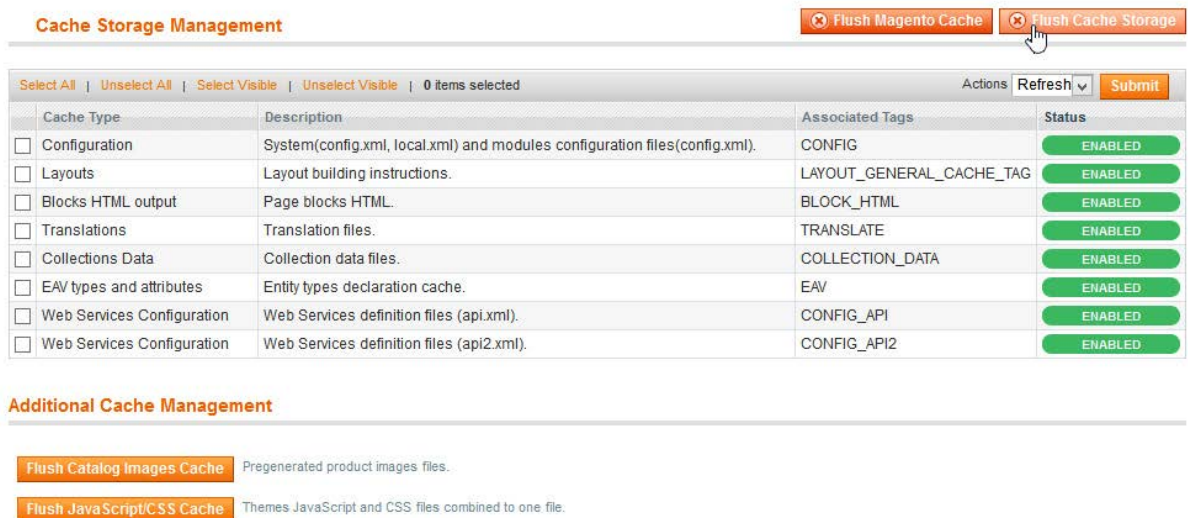 Cache Storage Management
Flush Magento Cache
Flush Cache Storage
Select All | Unselect All | Select Visible | Unselect Visible | 0 items selected
Actions Refresh Submit
Cache Type Description Associated Tags Status
Configuration System(config.xml, local.xml) and modules configuration files(config.xml). CONFIG ENABLED
Layouts Layout building instructions. LAYOUT_GENERAL_CACHE_TAG ENABLED
Blocks HTML output Page blocks HTML. BLOCK_HTML ENABLED
Translations Translation files. TRANSLATE ENABLED
Collections Data Collection data files. COLLECTION_DATA ENABLED
EAV types and attributes Entity types declaration cache. EAV ENABLED
Web Services Configuration Web Services definition files (api.xml). CONFIG_API ENABLED
Web Services Configuration Web Services definition files (api2.xml). CONFIG_API2 ENABLED
Additional Cache Management
Flush Catalog Images Cache Pregenerated product images files.
Flush JavaScript/CSS Cache Themes JavaScript and CSS files combined to one file.